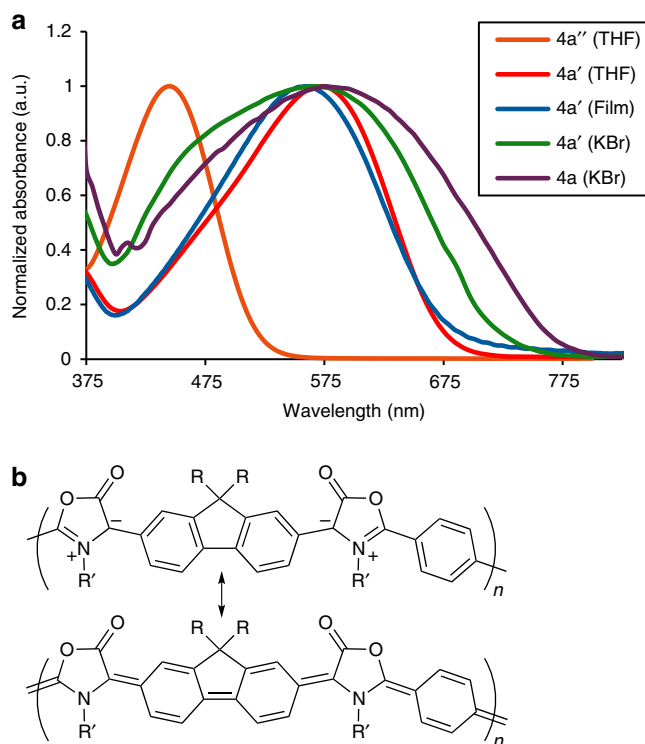 a
Normalized absorbance (a.u.)
1.2
1
0.8
0.6
0.4
0.2
0
375
475
575
675
775
Wavelength (nm)
4a′′ (THF)
4a′ (THF)
4a′ (Film)
4a′ (KBr)
4a (KBr)
b
O
R R
O
O
−
−
O
N
+
N
+
R′
R′
n
O
R R
O
O
O
N
N
R′
R′
n